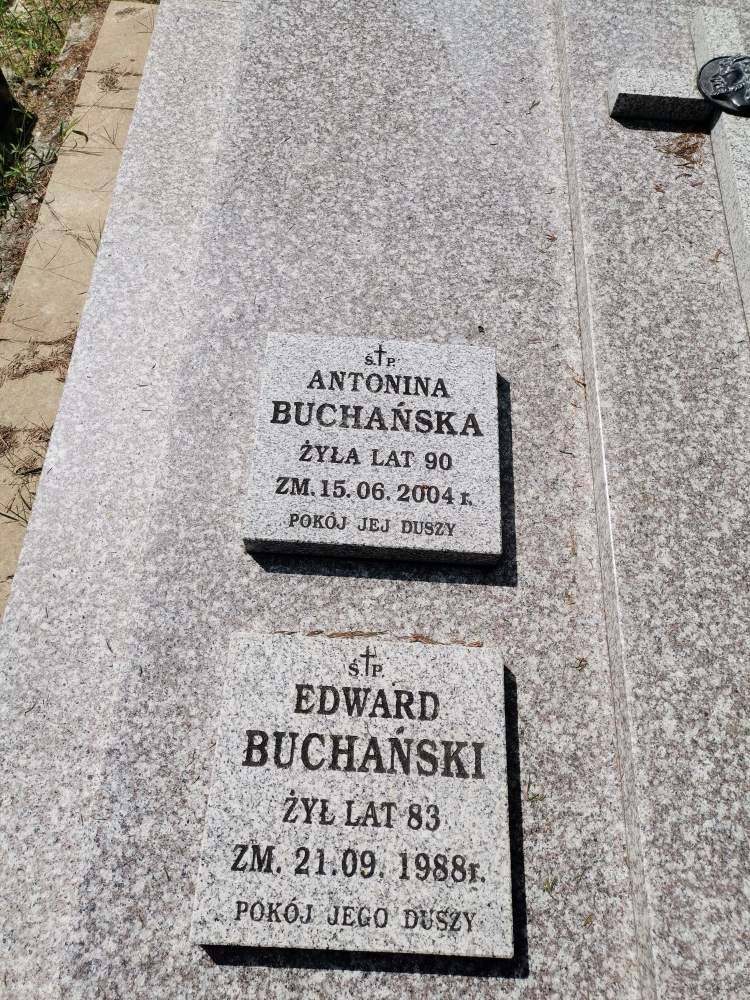 Ś.†P.
ANTONINA
BUCHAŃSKA
ŻYŁA LAT 90
ZM. 15. 06. 2004 r.
POKÓJ JEJ DUSZY
Ś.†P.
EDWARD
BUCHAŃSKI
ŻYŁ LAT 83
ZM. 21.09. 1988r.
POKÓJ JEGO DUSZY